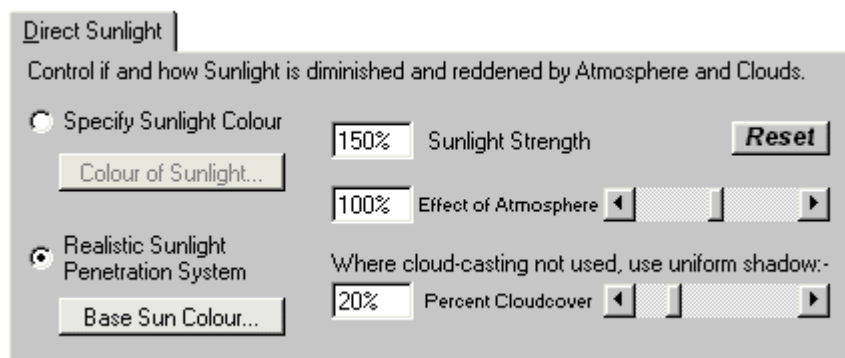 Direct Sunlight
Control if and how Sunlight is diminished and reddened by Atmosphere and Clouds.
Specify Sunlight Colour
Colour of Sunlight...
150% Sunlight Strength
Reset
100% Effect of Atmosphere
Realistic Sunlight
Penetration System
Base Sun Colour...
Where cloud-casting not used, use uniform shadow:-
20% Percent Cloudcover